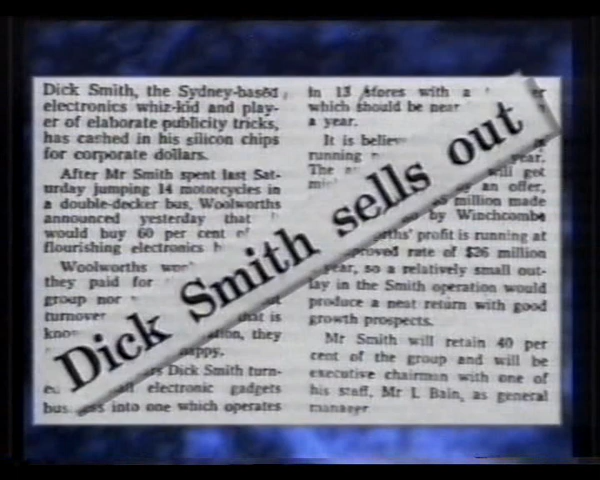 Dick Smith, the Sydney-based
electronics whiz-kid and play-
er of elaborate publicity tricks,
has cashed in his silicon chips
for corporate dollars.
After Mr Smith spent last Sat-
urday jumping 14 motorcycles in
a double-decker bus, Woolworths
announced yesterday that
would buy 60 per cent
flourishing electronics
Woolworths
they paid for
group nor
turnover that is
they
Dick Smith turn-
electronic gadgets
into one which operates
in 13 stores with a
which should be near
a year.
It is
running year.
The will get
an offer,
million made
by Winchcombe
profit is running at
rate of $26 million
year, so a relatively small out-
lay in the Smith operation would
produce a neat return with good
growth prospects.
Mr Smith will retain 40 per
cent of the group and will be
executive chairman with one of
his staff, Mr I. Bain, as general
manager
Dick Smith sells out